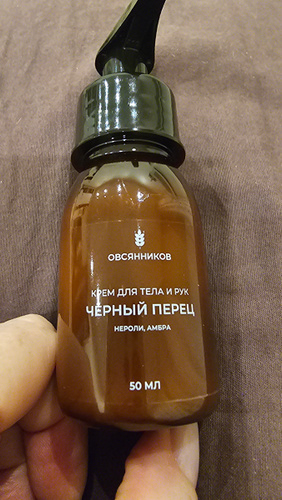 ОВСЯННИКОВ
КРЕМ ДЛЯ ТЕЛА И РУК
ЧЁРНЫЙ ПЕРЕЦ
НЕРОЛИ, АМБРА
50 МЛ